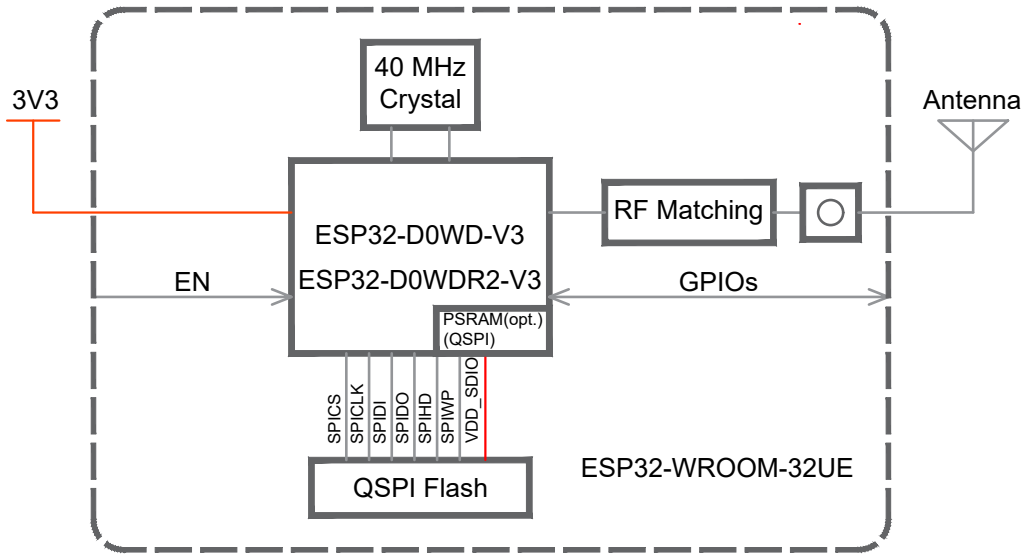 40 MHz
Crystal
3V3
Antenna
RF Matching
ESP32-D0WD-V3
ESP32-D0WDR2-V3
EN
GPIOs
PSRAM(opt.)
(QSPI)
SPICS
SPICLK
SPIDI
SPIDO
SPIHD
SPIWP
VDD_SDIO
ESP32-WROOM-32UE
QSPI Flash